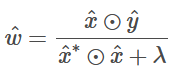 ŵ = (x̂ ⊙ ŷ) / (x̂* ⊙ x̂ + λ)